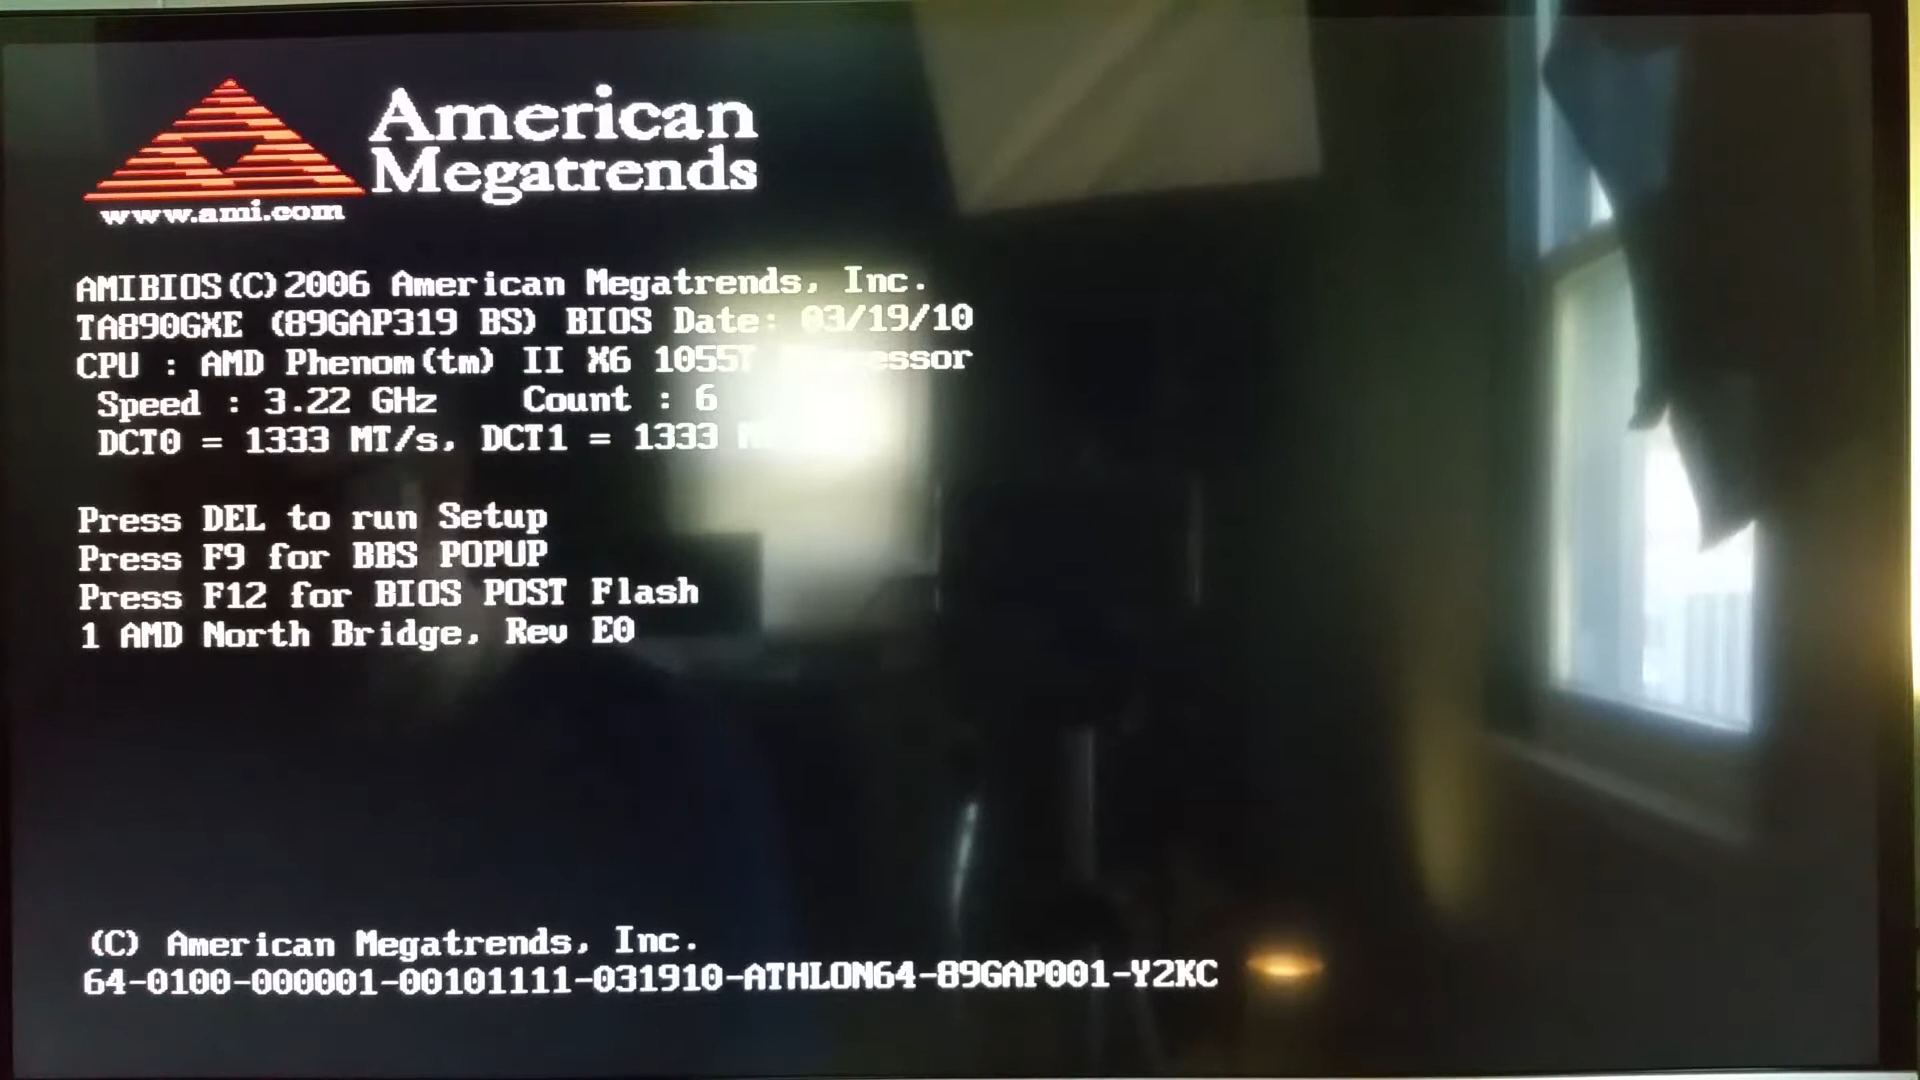 American
Megatrends
www.ami.com
AMIBIOS(C)2006 American Megatrends, Inc.
TA890GXE (89GAP319 BS) BIOS Date: 03/19/10
CPU : AMD Phenom(tm) II X6 1055T
Speed : 3.22 GHz Count : 6
DCT0 = 1333 MT/s, DCT1 = 1333
Press DEL to run Setup
Press F9 for BBS POPUP
Press F12 for BIOS POST Flash
1 AMD North Bridge, Rev E0
(C) American Megatrends, Inc.
64-0100-000001-00101111-031910-ATHLON64-89GAP001-Y2KC